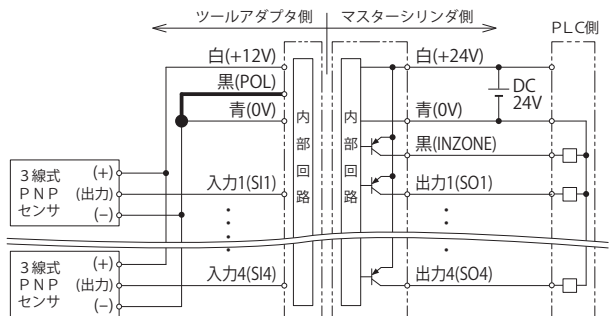 ツールアダプタ側
マスターシリンダ側
PLC側
白(+12V)
白(+24V)
黒(POL)
DC
24V
青(0V)
青(0V)
内部回路
内部回路
黒(INZONE)
3線式
PNP
センサ
(+)
(出力)
(−)
入力1(SI1)
出力1(SO1)
3線式
PNP
センサ
(+)
(出力)
(−)
入力4(SI4)
出力4(SO4)